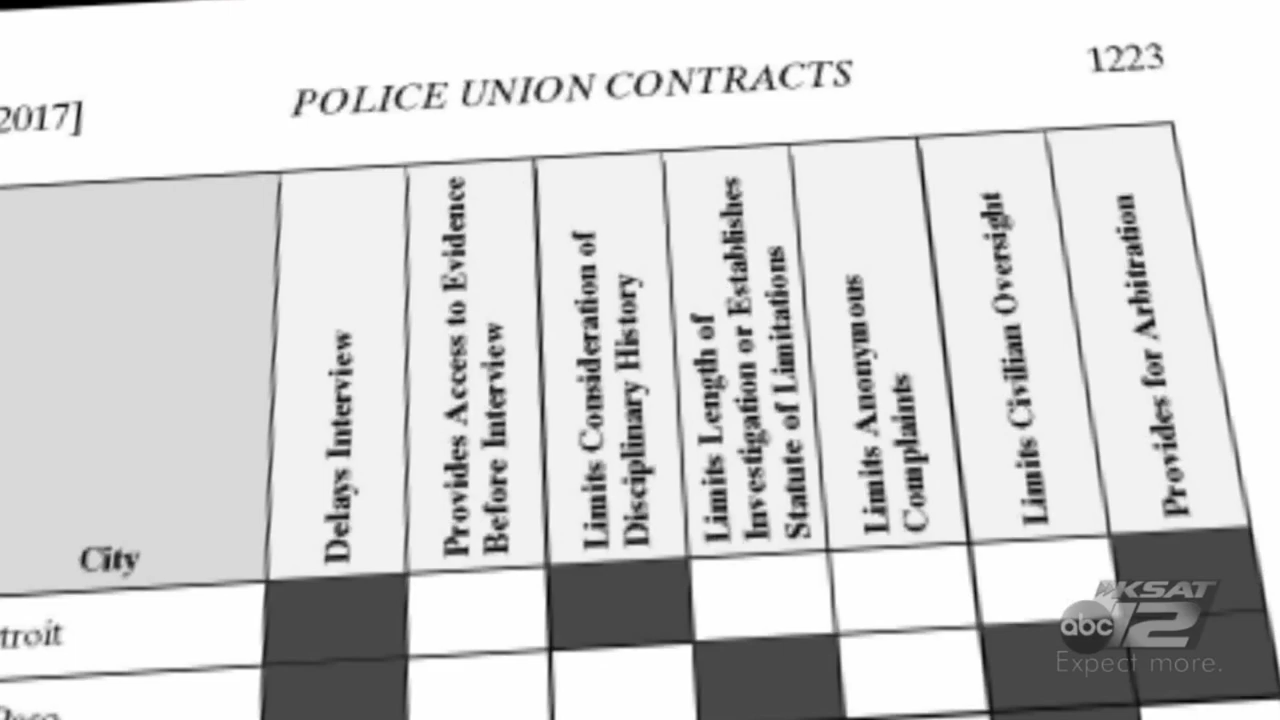 2017]
POLICE UNION CONTRACTS
1223
City
Delays Interview
Provides Access to Evidence
Before Interview
Limits Consideration of
Disciplinary History
Limits Length of
Investigation or Establishes
Statute of Limitations
Limits Anonymous
Complaints
Limits Civilian Oversight
Provides for Arbitration
troit
KSAT
abc 12
Expect more.